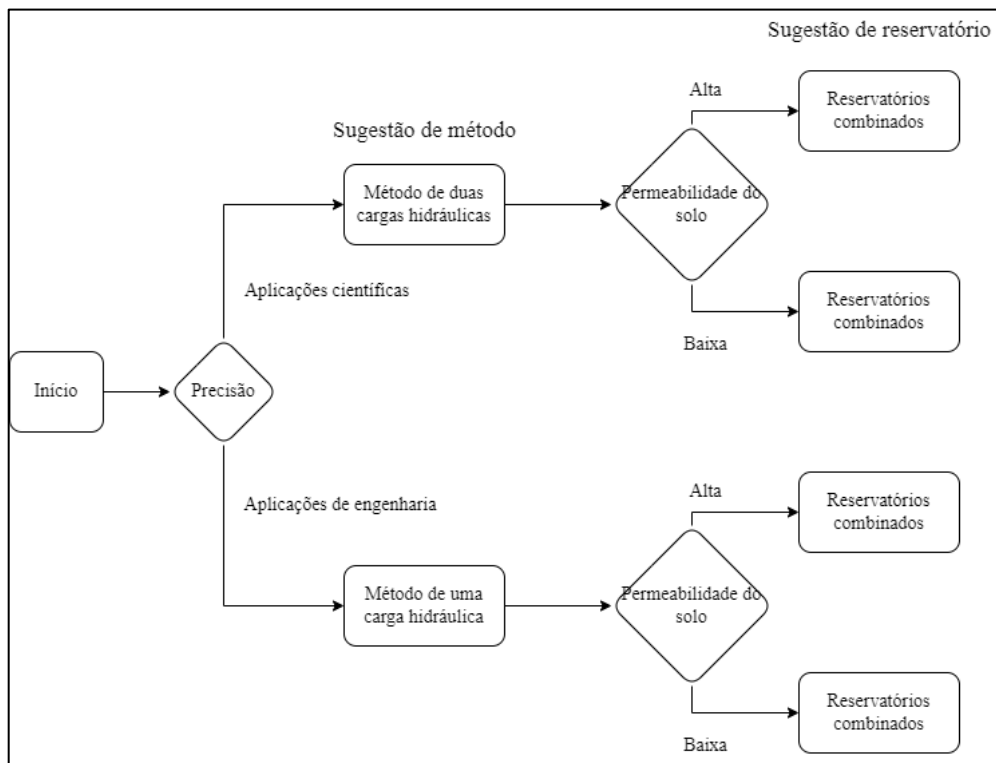 Sugestão de reservatório
Alta
Reservatórios
combinados
Sugestão de método
Método de duas
cargas hidráulicas
Permeabilidade do
solo
Aplicações científicas
Reservatórios
combinados
Baixa
Início
Precisão
Aplicações de engenharia
Alta
Reservatórios
combinados
Método de uma
carga hidráulica
Permeabilidade do
solo
Reservatórios
combinados
Baixa